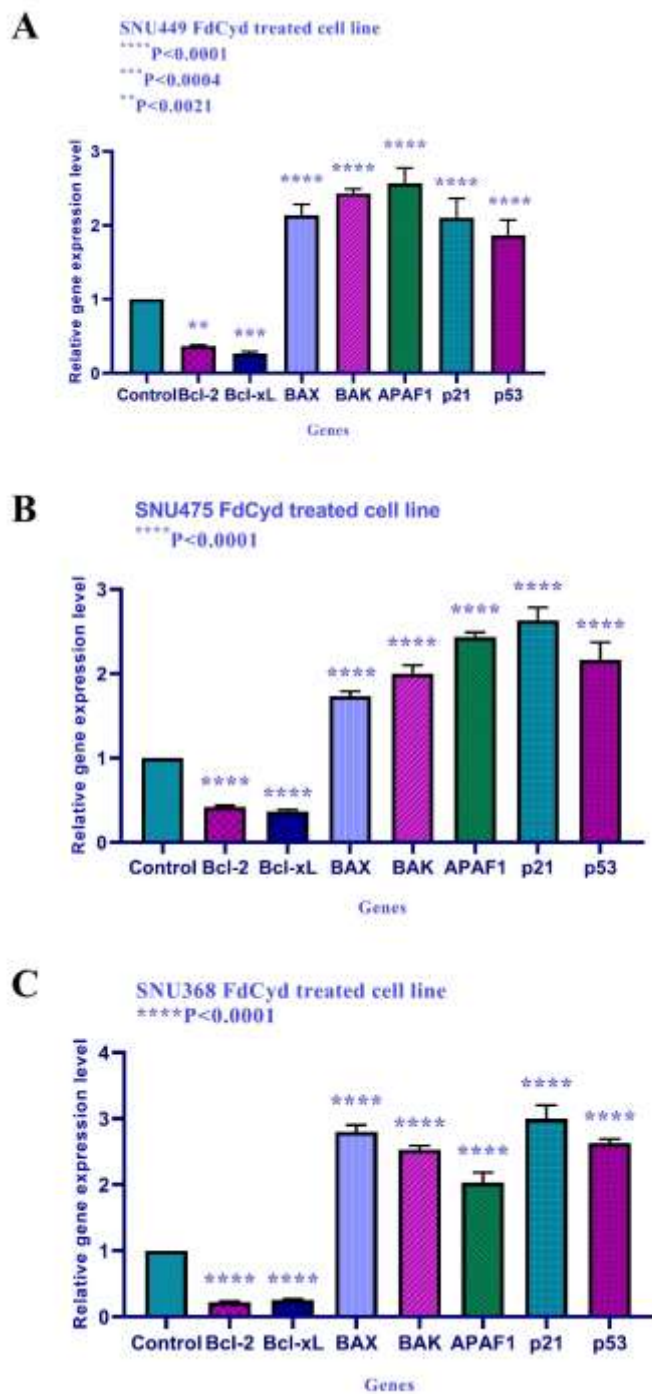 A
SNU449 FdCyd treated cell line
****P<0.0001
***P<0.0004
**P<0.0021
Relative gene expression level
3
2
1
0
**
***
****
****
****
****
****
Control Bcl-2 Bcl-xL BAX BAK APAF1 p21 p53
Genes
B
SNU475 FdCyd treated cell line
****P<0.0001
Relative gene expression level
3
2
1
0
****
****
****
****
****
****
****
Control Bcl-2 Bcl-xL BAX BAK APAF1 p21 p53
Genes
C
SNU368 FdCyd treated cell line
****P<0.0001
Relative gene expression level
4
3
2
1
0
****
****
****
****
****
****
****
Control Bcl-2 Bcl-xL BAX BAK APAF1 p21 p53
Genes